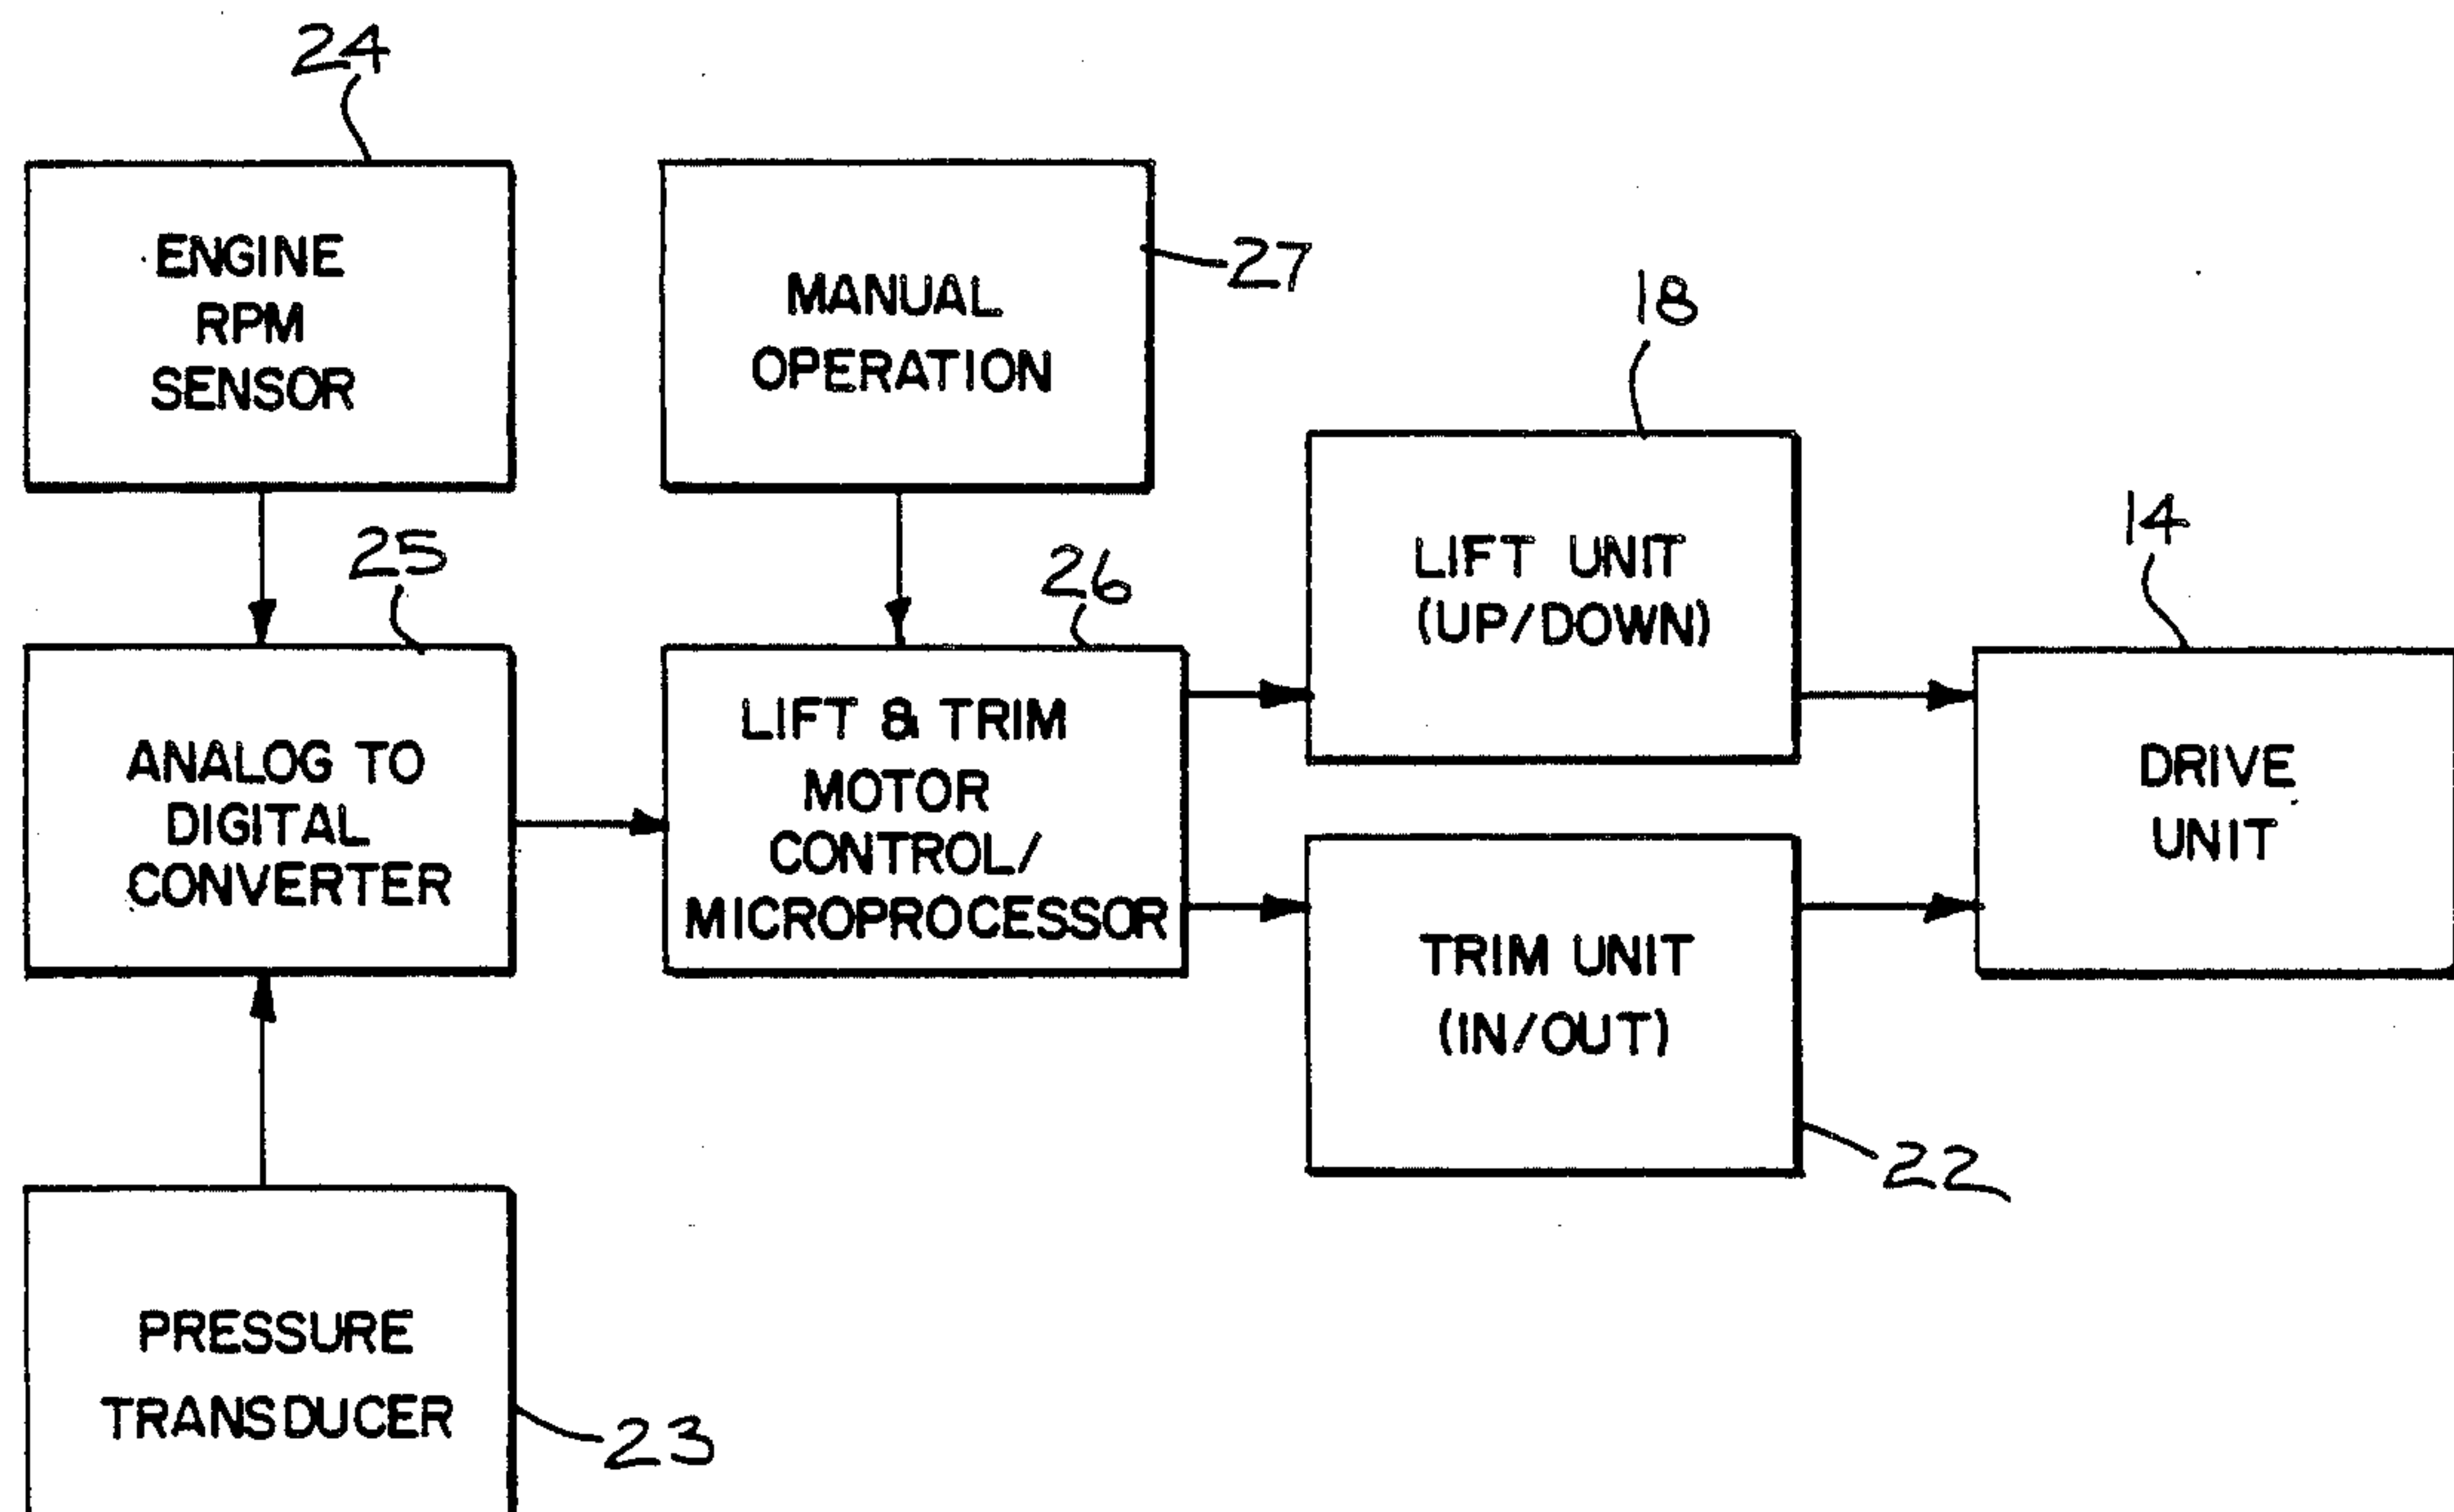 24
ENGINE
RPM
SENSOR
MANUAL
OPERATION
27
18
LIFT UNIT
(UP/DOWN)
14
25
ANALOG TO
DIGITAL
CONVERTER
26
LIFT & TRIM
MOTOR
CONTROL/
MICROPROCESSOR
DRIVE
UNIT
TRIM UNIT
(IN/OUT)
22
PRESSURE
TRANSDUCER
23